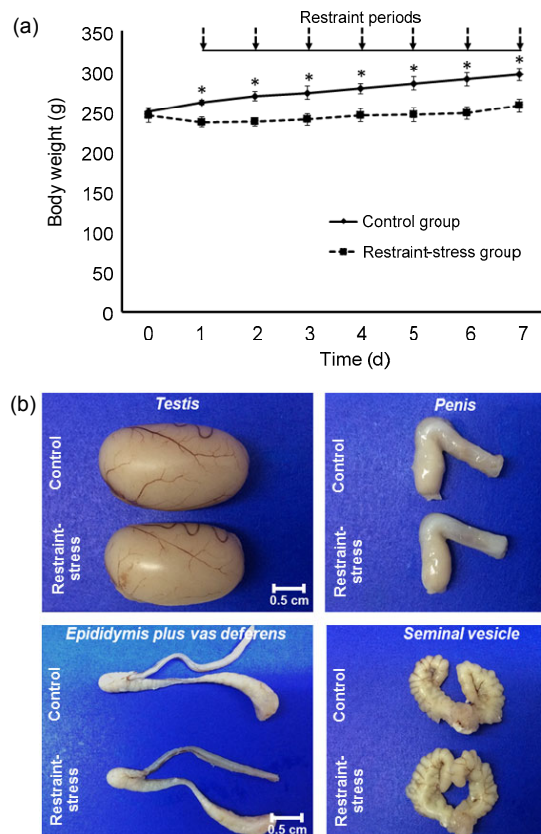 (a)
Restraint periods
350
300
250
200
150
100
50
0
* * * * * * *
Body weight (g)
Control group
Restraint-stress group
0 1 2 3 4 5 6 7
Time (d)
(b)
Testis
Control
Restraint-
stress
0.5 cm
Penis
Control
Restraint-
stress
Epididymis plus vas deferens
Control
Restraint-
stress
0.5 cm
Seminal vesicle
Control
Restraint-
stress